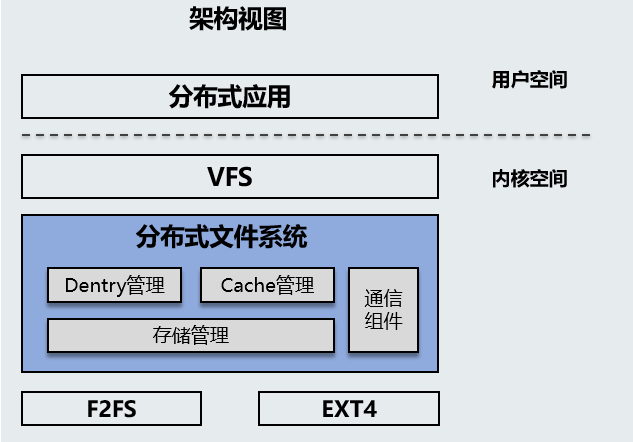 架构视图
分布式应用
用户空间
VFS
内核空间
分布式文件系统
Dentry管理
Cache管理
通信
组件
存储管理
F2FS
EXT4